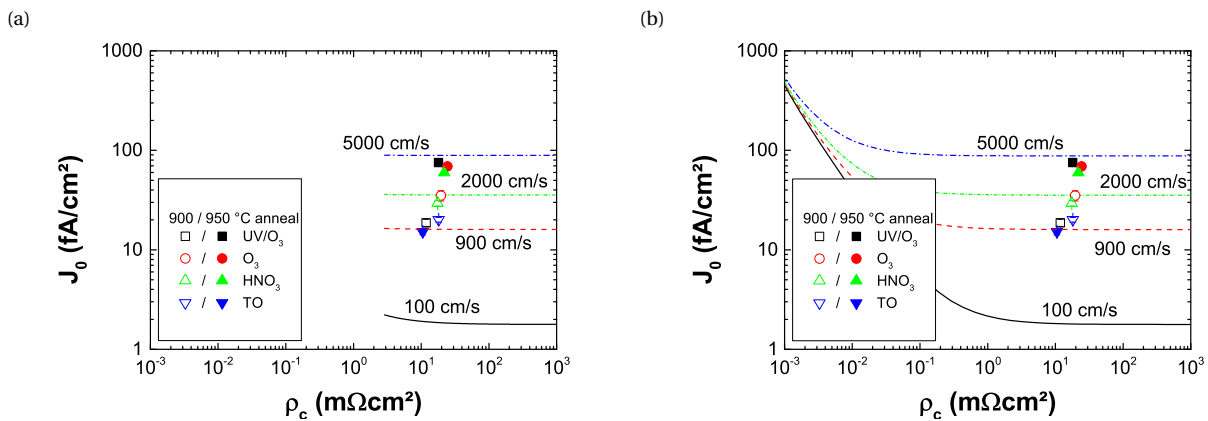 (a)
1000
100
10
1
J₀ (fA/cm²)
5000 cm/s
2000 cm/s
900 cm/s
100 cm/s
900 / 950 °C anneal
/ UV/O₃
/ O₃
/ HNO₃
/ TO
10⁻³ 10⁻² 10⁻¹ 10⁰ 10¹ 10² 10³
ρc (mΩcm²)
(b)
1000
100
10
1
J₀ (fA/cm²)
5000 cm/s
2000 cm/s
900 cm/s
100 cm/s
900 / 950 °C anneal
/ UV/O₃
/ O₃
/ HNO₃
/ TO
10⁻³ 10⁻² 10⁻¹ 10⁰ 10¹ 10² 10³
ρc (mΩcm²)